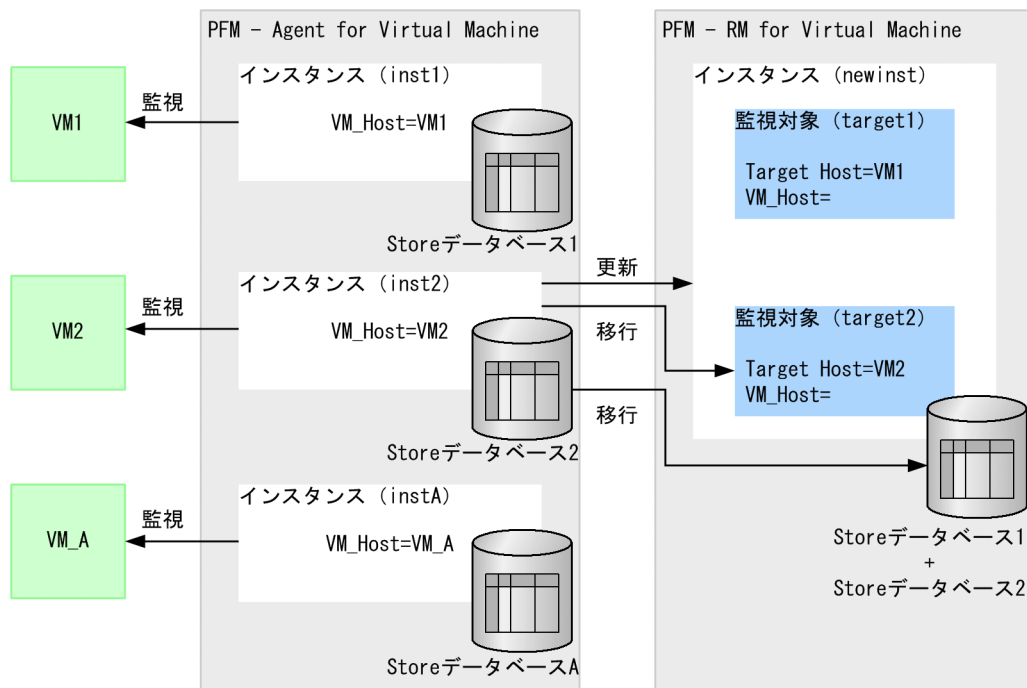 PFM - Agent for Virtual Machine
PFM - RM for Virtual Machine
インスタンス (inst1)
VM_Host=VM1
Storeデータベース1
VM1
監視
インスタンス (inst2)
VM_Host=VM2
Storeデータベース2
VM2
監視
インスタンス (instA)
VM_Host=VM_A
StoreデータベースA
VM_A
監視
更新
移行
移行
インスタンス (newinst)
監視対象 (target1)
Target Host=VM1
VM_Host=
監視対象 (target2)
Target Host=VM2
VM_Host=
Storeデータベース1
+
Storeデータベース2